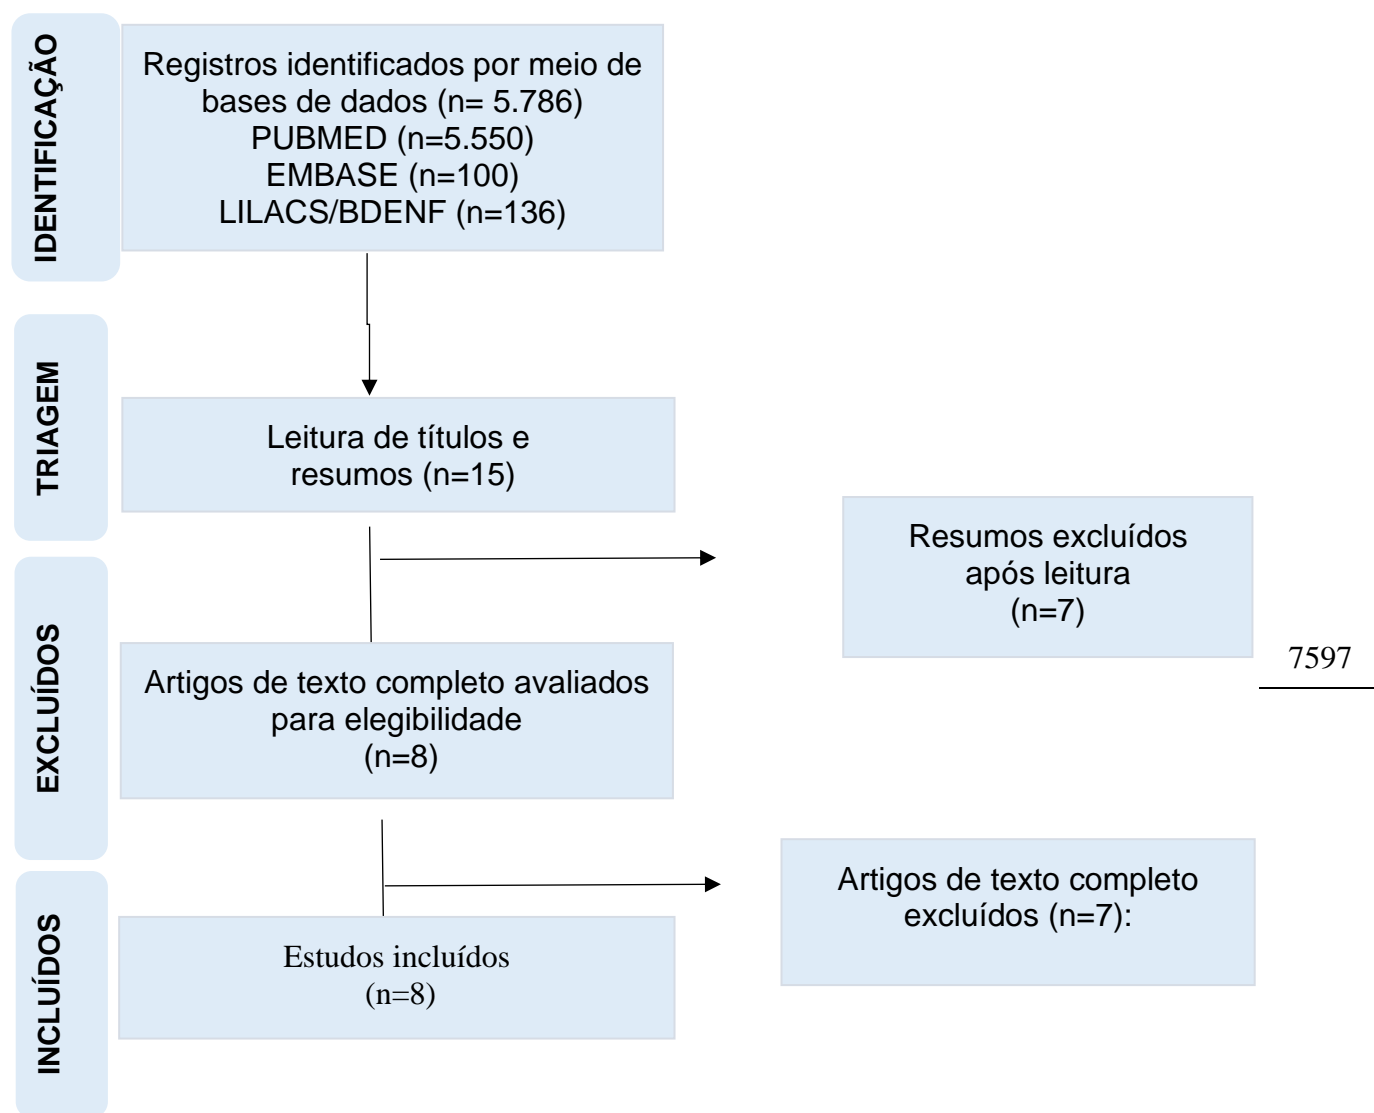 IDENTIFICAÇÃO
Registros identificados por meio de
bases de dados (n= 5.786)
PUBMED (n=5.550)
EMBASE (n=100)
LILACS/BDENF (n=136)
TRIAGEM
Leitura de títulos e
resumos (n=15)
Resumos excluídos
após leitura
(n=7)
7597
EXCLUÍDOS
Artigos de texto completo avaliados
para elegibilidade
(n=8)
Artigos de texto completo
excluídos (n=7):
INCLUÍDOS
Estudos incluídos
(n=8)